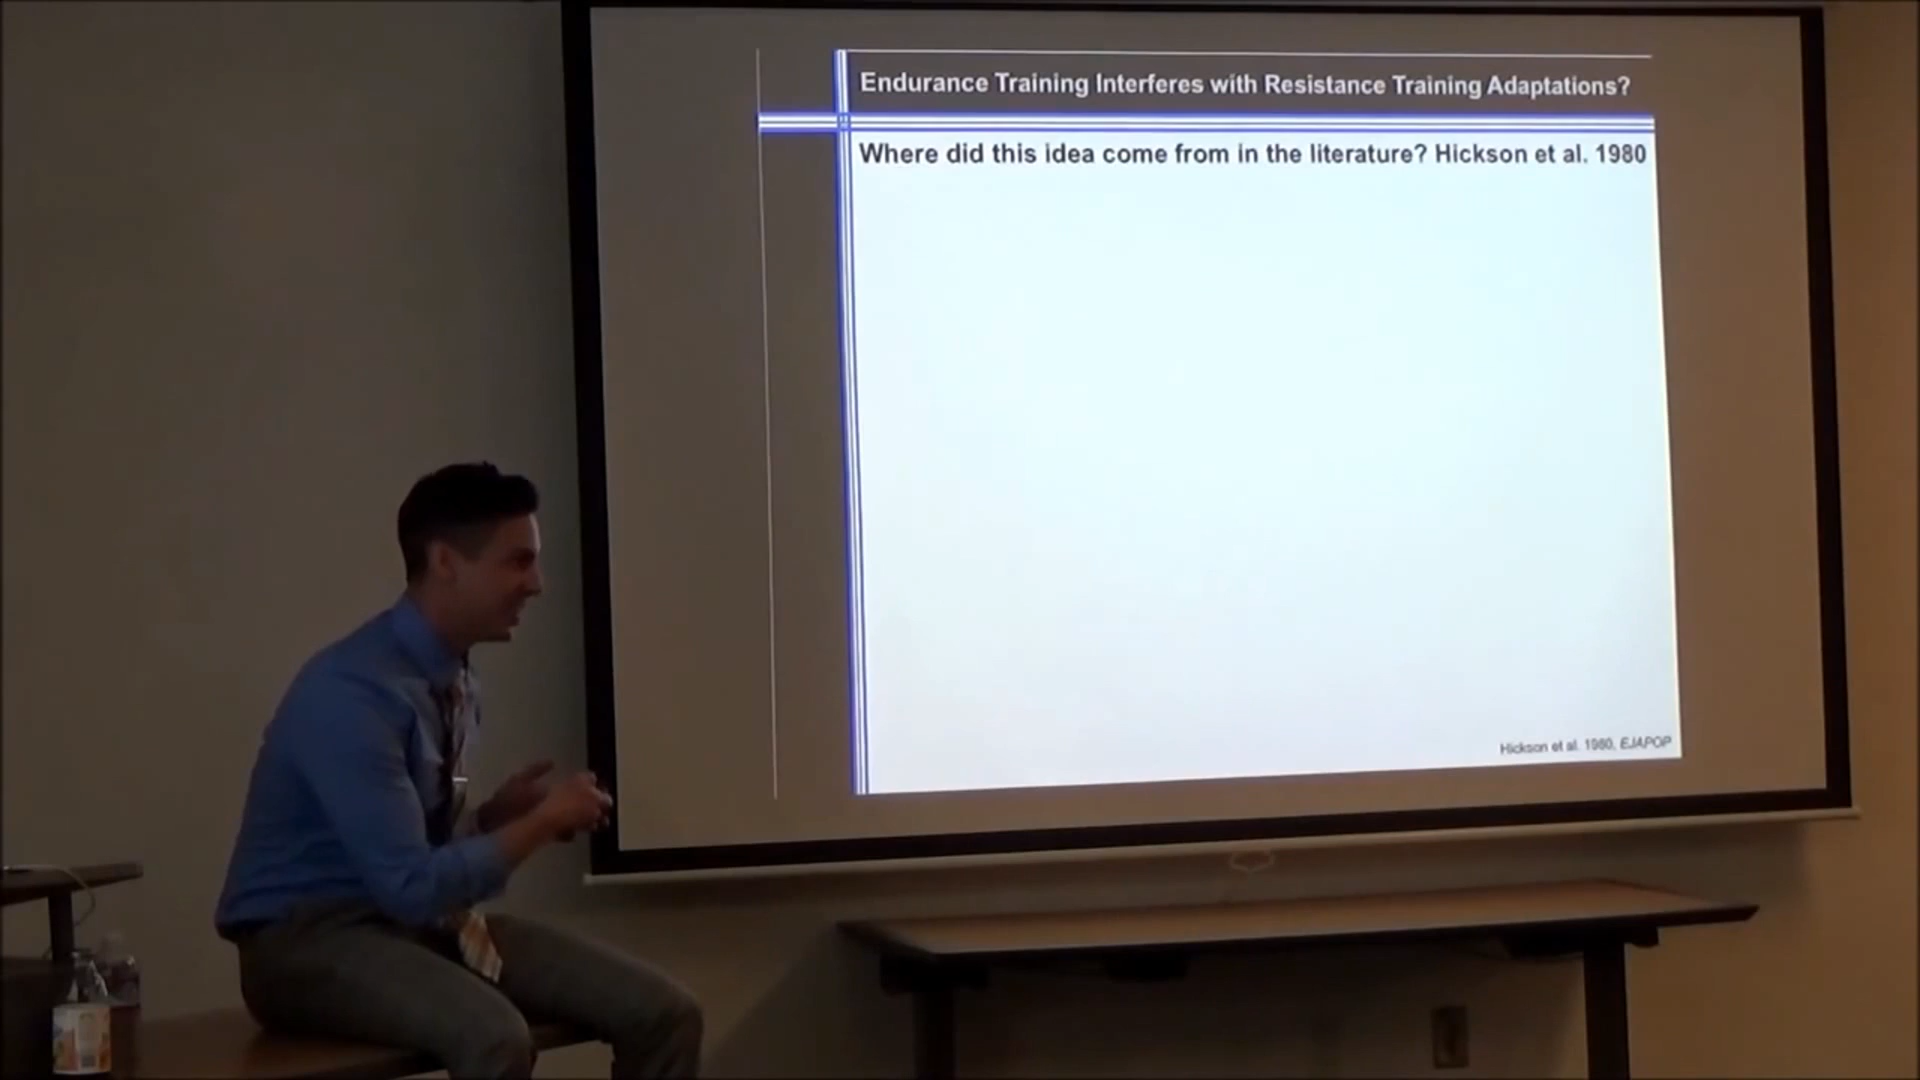 Endurance Training Interferes with Resistance Training Adaptations?
Where did this idea come from in the literature? Hickson et al. 1980
Hickson et al. 1980, EJAPOP